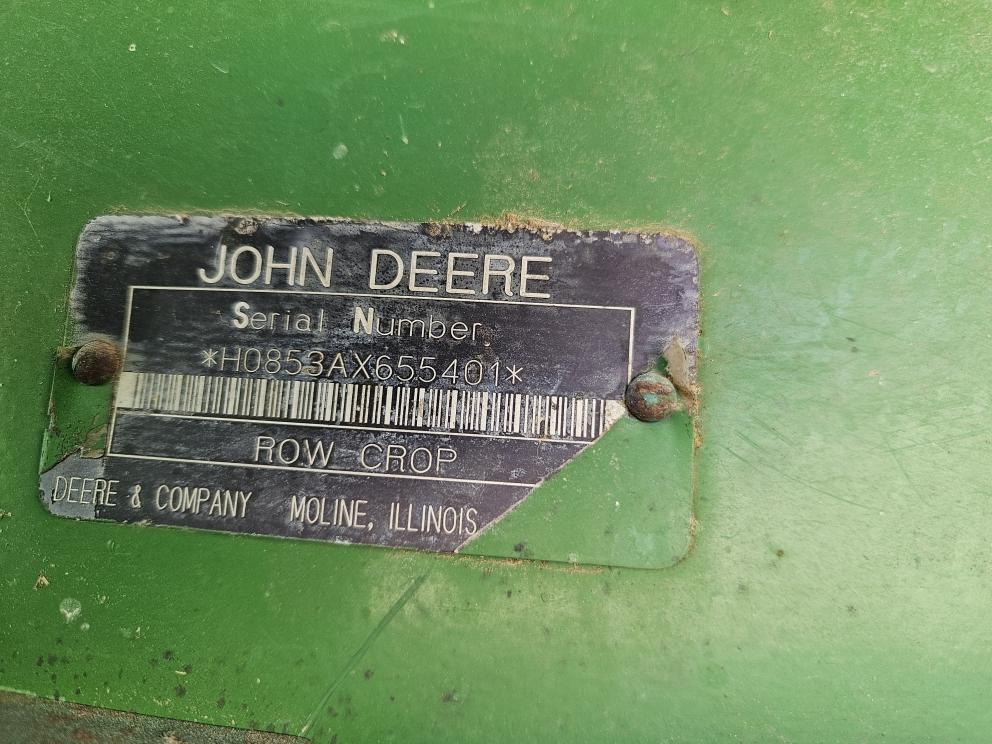 JOHN DEERE
Serial Number
*H0853AX655401*
ROW CROP
DEERE & COMPANY MOLINE, ILLINOIS